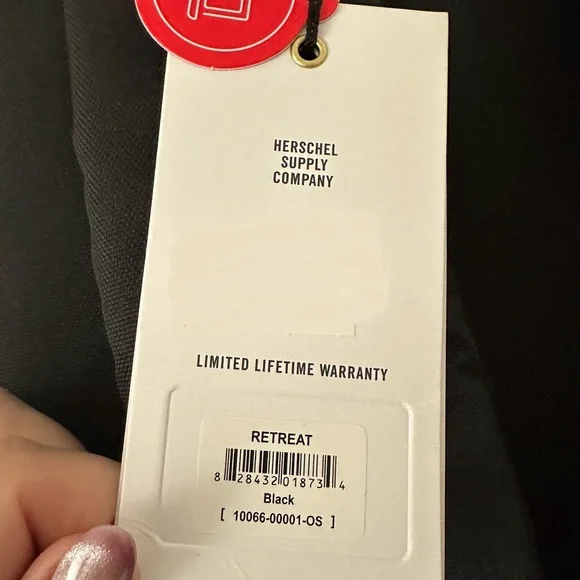 HERSCHEL
SUPPLY
COMPANY
LIMITED LIFETIME WARRANTY
RETREAT
8 28432 01873 4
Black
[ 10066-00001-OS ]